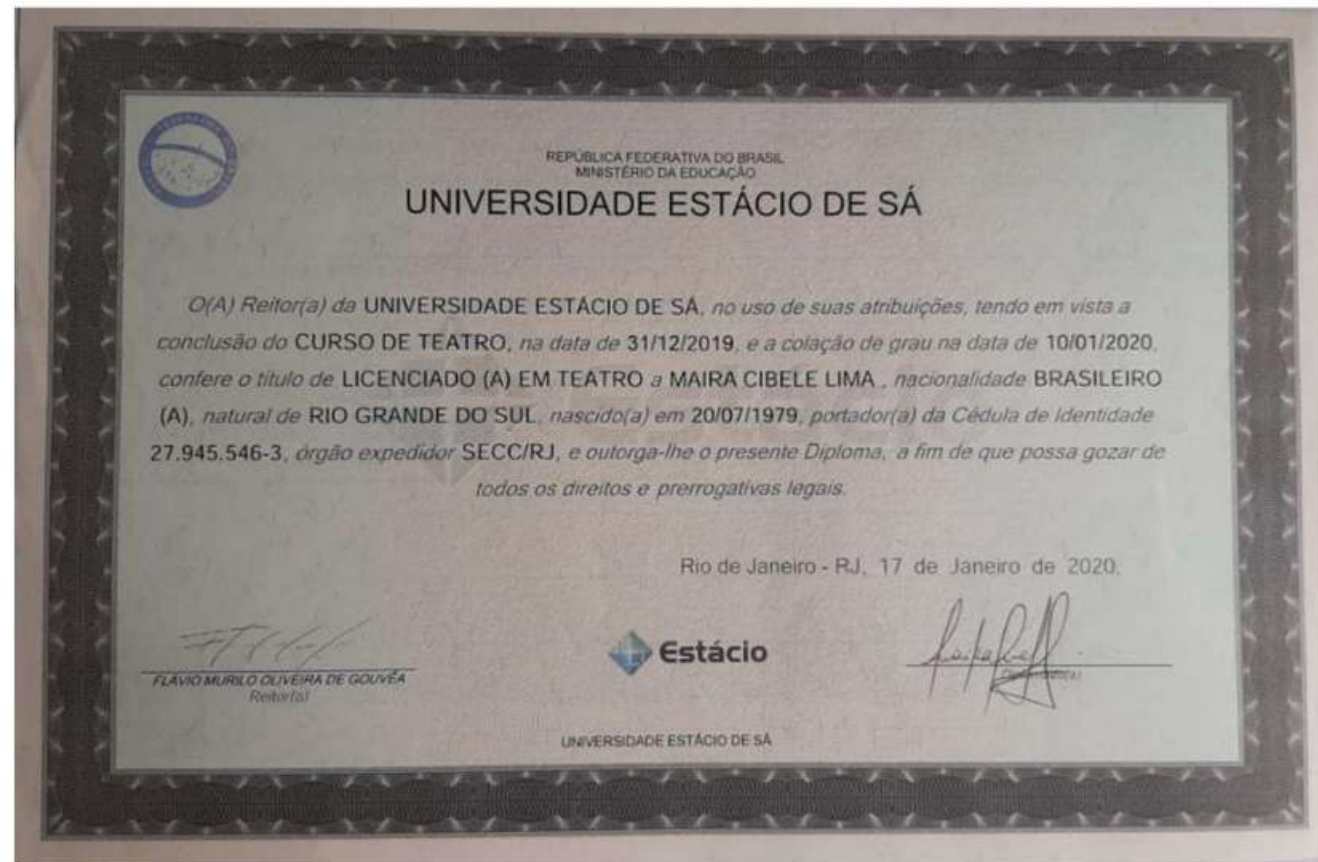 REPÚBLICA FEDERATIVA DO BRASIL
MINISTÉRIO DA EDUCAÇÃO
UNIVERSIDADE ESTÁCIO DE SÁ
O(A) Reitor(a) da UNIVERSIDADE ESTÁCIO DE SÁ, no uso de suas atribuições, tendo em vista a
conclusão do CURSO DE TEATRO, na data de 31/12/2019, e a colação de grau na data de 10/01/2020,
confere o título de LICENCIADO (A) EM TEATRO a MAIRA CIBELE LIMA , nacionalidade BRASILEIRO
(A), natural de RIO GRANDE DO SUL, nascido(a) em 20/07/1979, portador(a) da Cédula de Identidade
27.945.546-3, órgão expedidor SECC/RJ, e outorga-lhe o presente Diploma, a fim de que possa gozar de
todos os direitos e prerrogativas legais.
Rio de Janeiro - RJ, 17 de Janeiro de 2020.
Estácio
FLAVIO MURILO OLIVEIRA DE GOUVÊA
Reitor(a)
UNIVERSIDADE ESTÁCIO DE SÁ